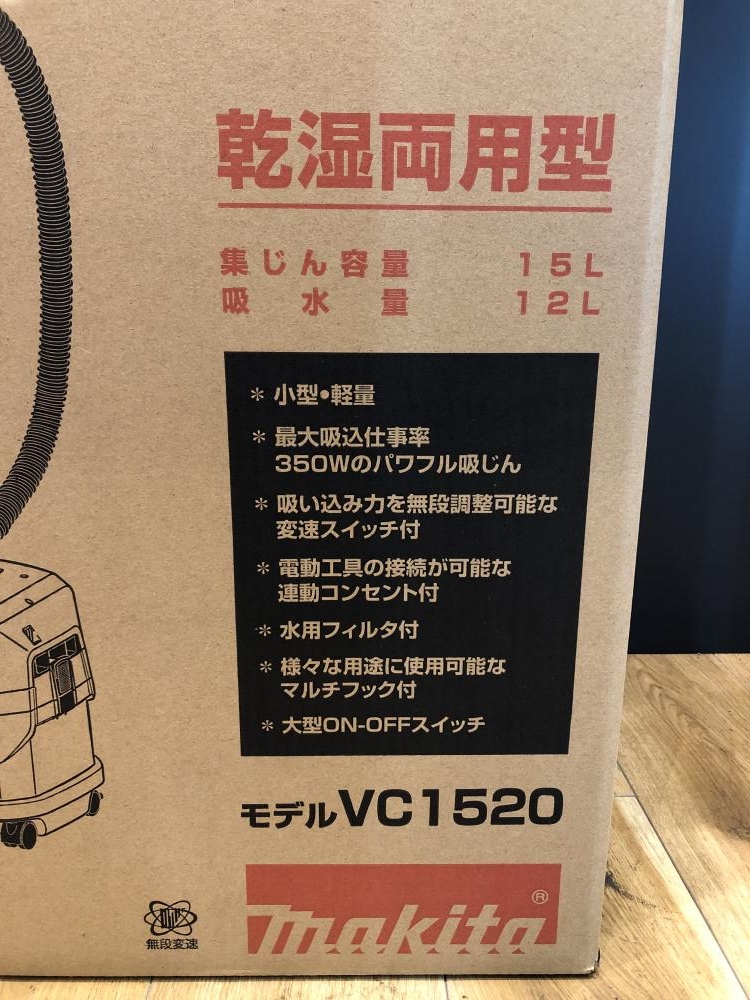 乾湿両用型
集じん容量 15L
吸水量 12L
＊小型・軽量
＊最大吸込仕事率
350Wのパワフル吸じん
＊吸い込み力を無段調整可能な
変速スイッチ付
＊電動工具の接続が可能な
連動コンセント付
＊水用フィルタ付
＊様々な用途に使用可能な
マルチフック付
＊大型ON-OFFスイッチ
モデルVC1520
makita®
無段変速